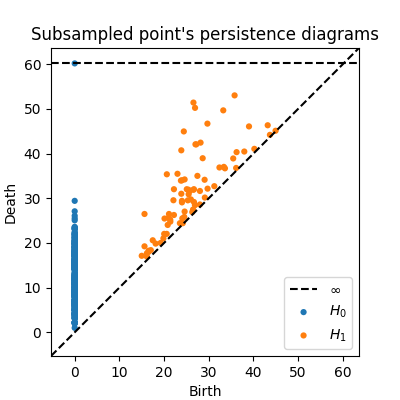 Subsampled point's persistence diagrams
60
50
40
30
20
10
0
Death
∞
H₀
H₁
0 10 20 30 40 50 60
Birth